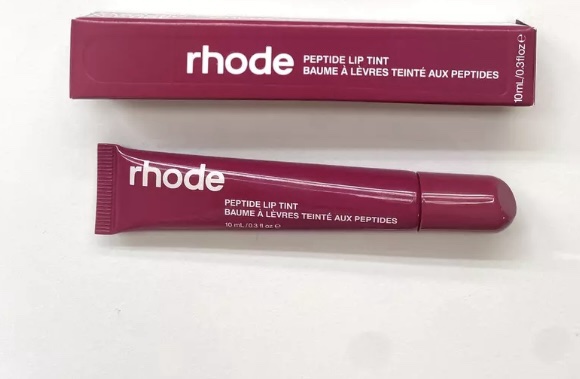 rhode
PEPTIDE LIP TINT
BAUME À LÈVRES TEINTÉ AUX PEPTIDES
10mL/0.3floz℮
rhode
PEPTIDE LIP TINT
BAUME À LÈVRES TEINTÉ AUX PEPTIDES
10 mL/0.3 fl oz ℮